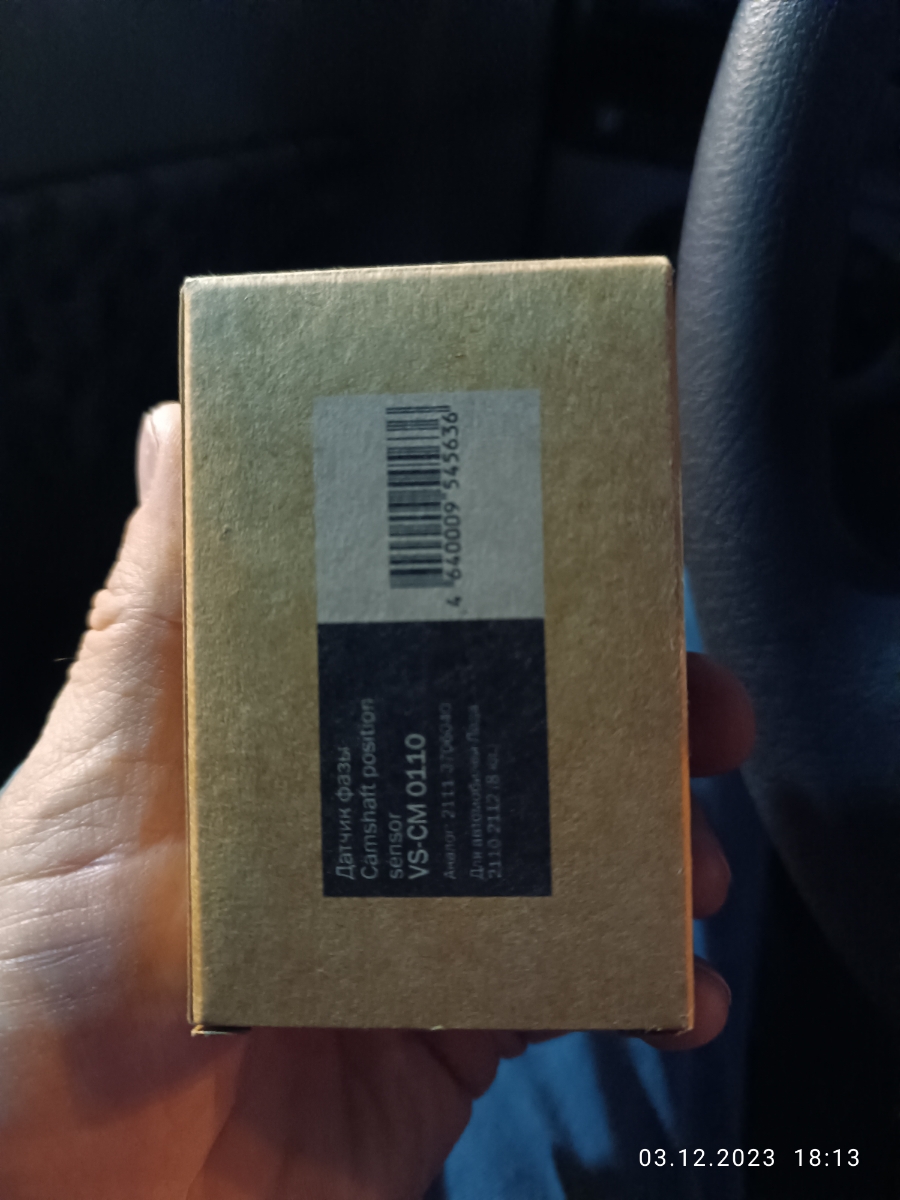 Датчик фазы
Camshaft position
sensor
VS-CM 0110
Аналог: 2111-3706040
Для автомобилей Лада
2110-2112 (8 кл.)
4 640009 545636
03.12.2023 18:13